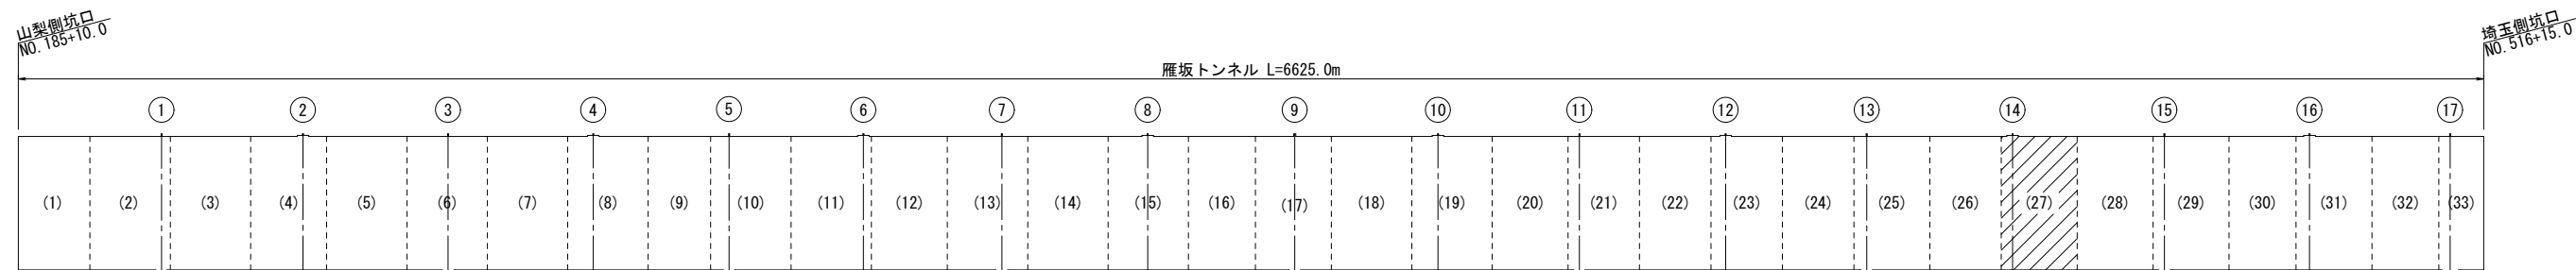 山梨側坑口
NO.185+10.0
埼玉側坑口
NO.516+15.0
雁坂トンネル L=6625.0m
① ② ③ ④ ⑤ ⑥ ⑦ ⑧ ⑨ ⑩ ⑪ ⑫ ⑬ ⑭ ⑮ ⑯ ⑰
(1) (2) (3) (4) (5) (6) (7) (8) (9) (10) (11) (12) (13) (14) (15) (16) (17) (18) (19) (20) (21) (22) (23) (24) (25) (26) (27) (28) (29) (30) (31) (32) (33)